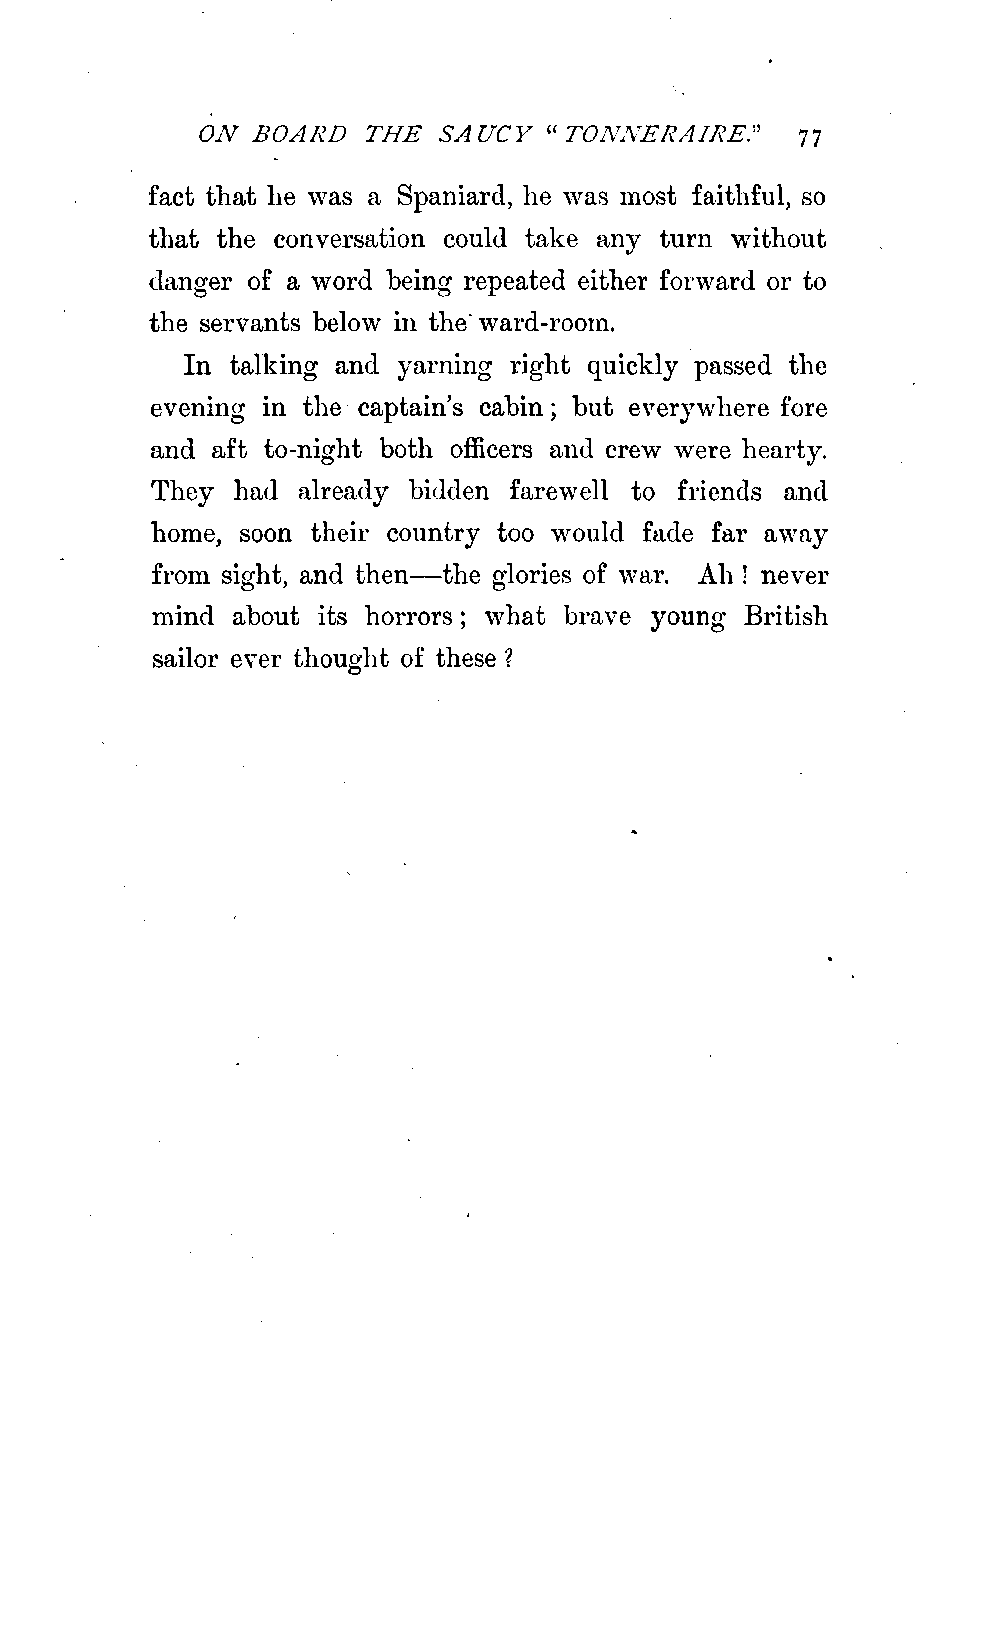 ON BOARD THE SAUCY "TONNERAIRE." 77
fact that he was a Spaniard, he was most faithful, so
that the conversation could take any turn without
danger of a word being repeated either forward or to
the servants below in the ward-room.
In talking and yarning right quickly passed the
evening in the captain's cabin; but everywhere fore
and aft to-night both officers and crew were hearty.
They had already bidden farewell to friends and
home, soon their country too would fade far away
from sight, and then—the glories of war. Ah! never
mind about its horrors; what brave young British
sailor ever thought of these?